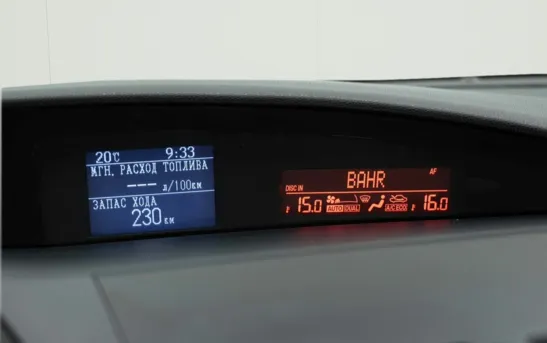 20°C 9:33
МГН. РАСХОД ТОПЛИВА
--- л/100км
ЗАПАС ХОДА
230 км
AF
BAHR
DISC IN
15.0 AUTO DUAL A/C ECO 16.0